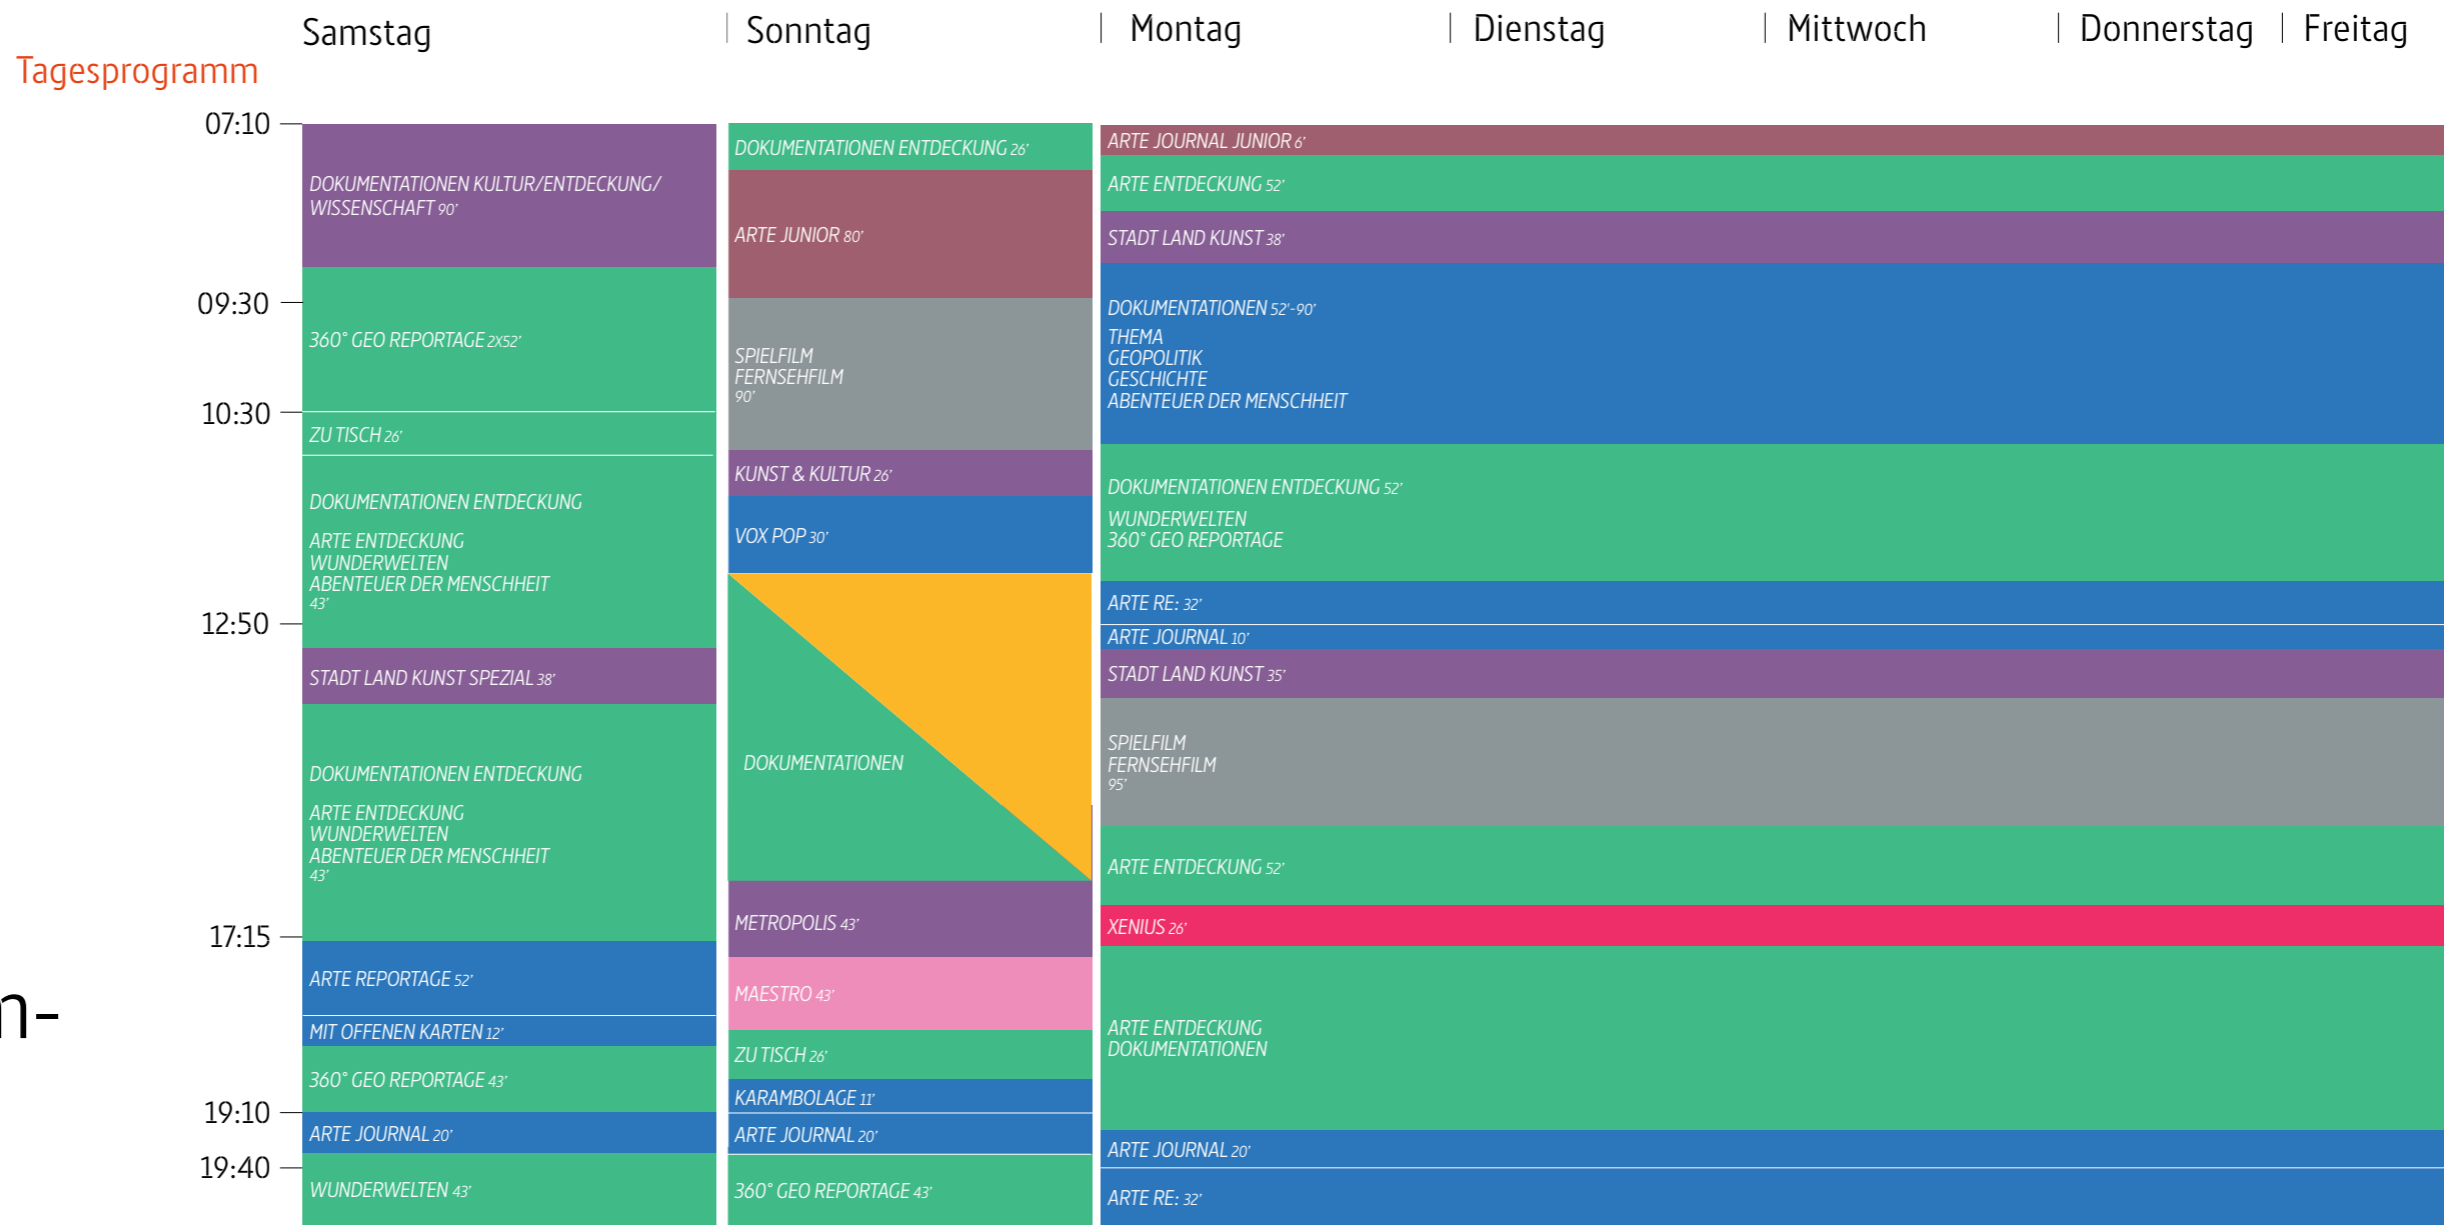 Samstag
Sonntag
Montag
Dienstag
Mittwoch
Donnerstag
Freitag
Tagesprogramm
07:10
09:30
10:30
12:50
17:15
19:10
19:40
n-
DOKUMENTATIONEN KULTUR/ENTDECKUNG/
WISSENSCHAFT 90'
360° GEO REPORTAGE 2X52'
ZU TISCH 26'
DOKUMENTATIONEN ENTDECKUNG
ARTE ENTDECKUNG
WUNDERWELTEN
ABENTEUER DER MENSCHHEIT
43'
STADT LAND KUNST SPEZIAL 38'
DOKUMENTATIONEN ENTDECKUNG
ARTE ENTDECKUNG
WUNDERWELTEN
ABENTEUER DER MENSCHHEIT
43'
ARTE REPORTAGE 52'
MIT OFFENEN KARTEN 12'
360° GEO REPORTAGE 43'
ARTE JOURNAL 20'
WUNDERWELTEN 43'
DOKUMENTATIONEN ENTDECKUNG 26'
ARTE JUNIOR 80'
SPIELFILM
FERNSEHFILM
90'
KUNST & KULTUR 26'
VOX POP 30'
DOKUMENTATIONEN
METROPOLIS 43'
MAESTRO 43'
ZU TISCH 26'
KARAMBOLAGE 11'
ARTE JOURNAL 20'
360° GEO REPORTAGE 43'
ARTE JOURNAL JUNIOR 6'
ARTE ENTDECKUNG 52'
STADT LAND KUNST 38'
DOKUMENTATIONEN 52'-90'
THEMA
GEOPOLITIK
GESCHICHTE
ABENTEUER DER MENSCHHEIT
DOKUMENTATIONEN ENTDECKUNG 52'
WUNDERWELTEN
360° GEO REPORTAGE
ARTE RE: 32'
ARTE JOURNAL 10'
STADT LAND KUNST 35'
SPIELFILM
FERNSEHFILM
95'
ARTE ENTDECKUNG 52'
XENIUS 26'
ARTE ENTDECKUNG
DOKUMENTATIONEN
ARTE JOURNAL 20'
ARTE RE: 32'